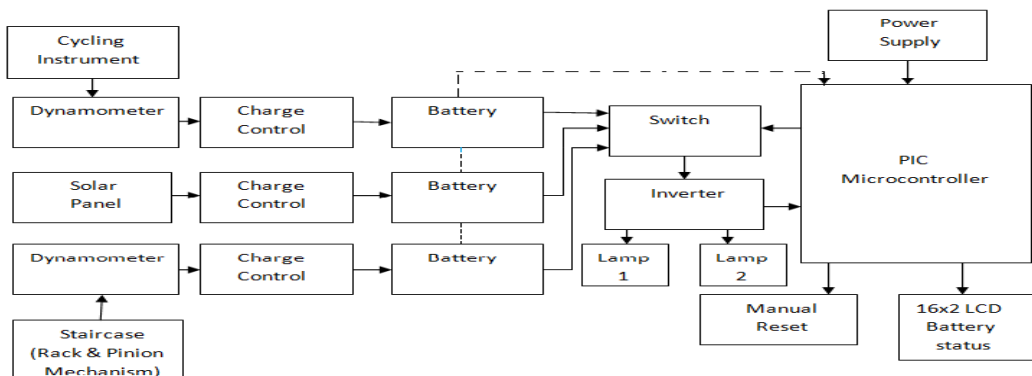 Cycling
Instrument
Power
Supply
Dynamometer
Charge
Control
Battery
Switch
PIC
Microcontroller
Solar
Panel
Charge
Control
Battery
Inverter
Dynamometer
Charge
Control
Battery
Lamp
1
Lamp
2
Manual
Reset
16x2 LCD
Battery
status
Staircase
(Rack & Pinion
Mechanism)